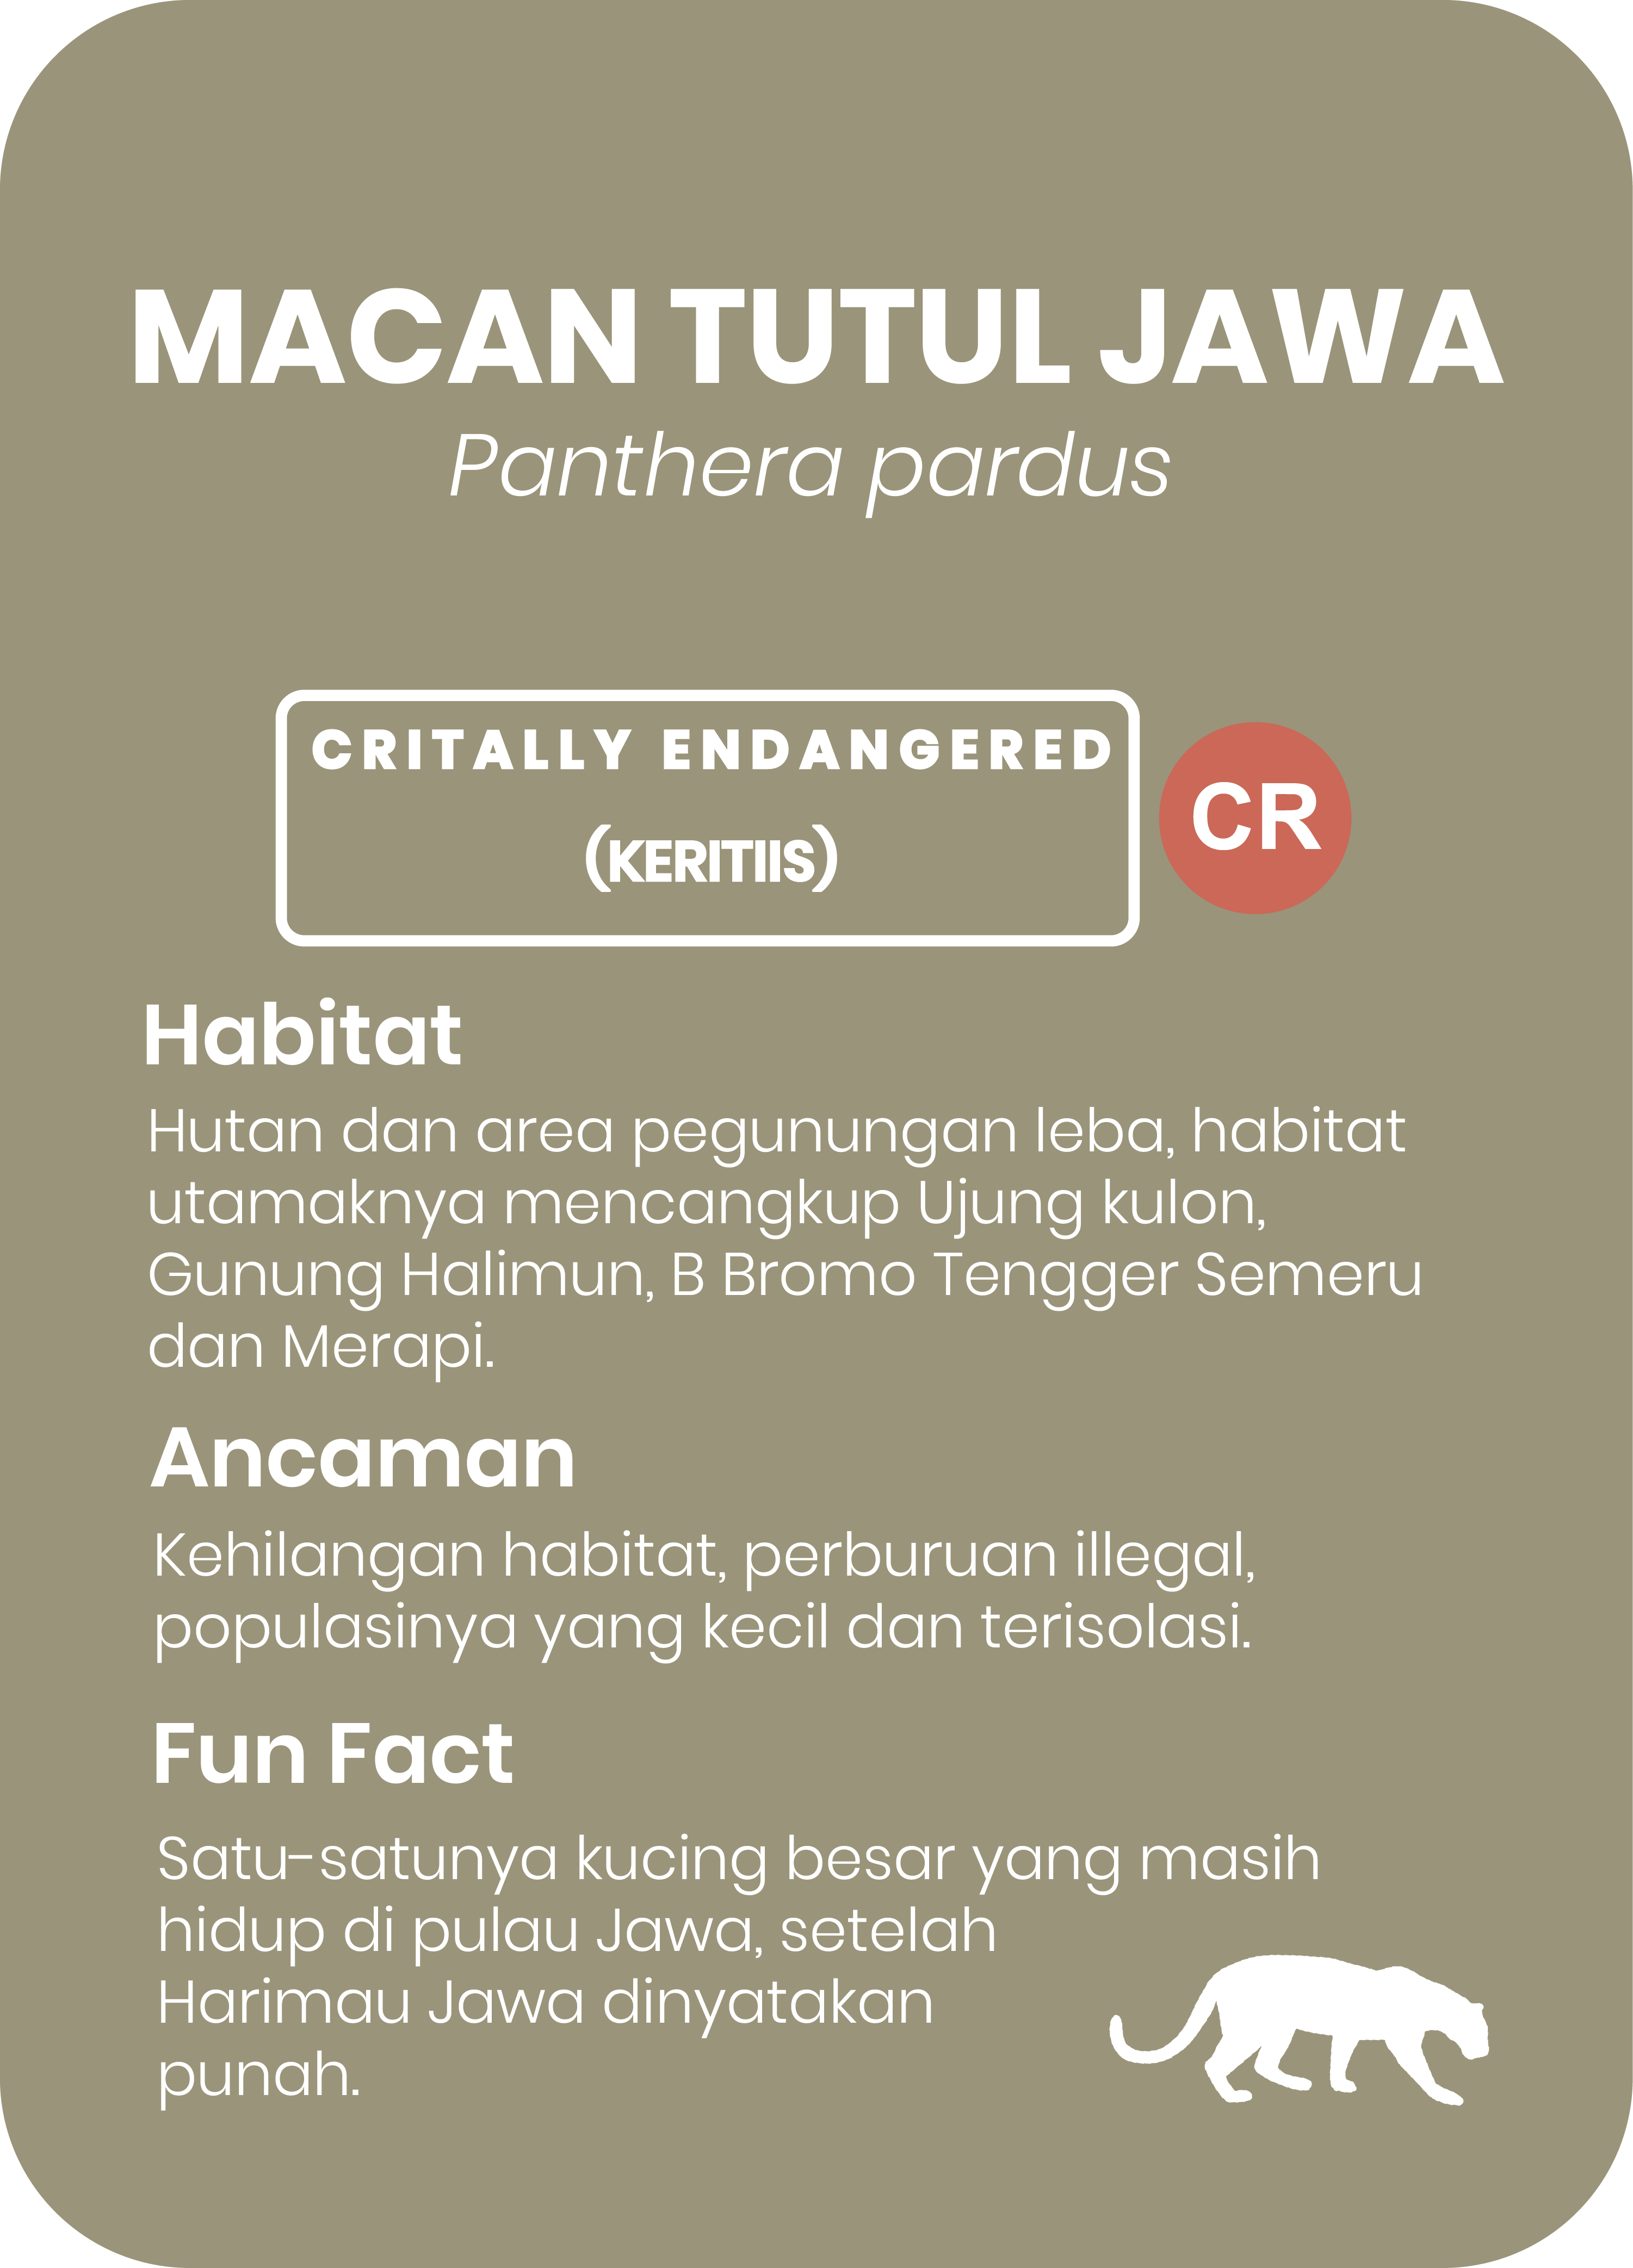 MACAN TUTUL JAWA
Panthera pardus
CRITALLY ENDANGERED
(KERITIIS)
CR
Habitat
Hutan dan area pegunungan leba, habitat
utamaknya mencangkup Ujung kulon,
Gunung Halimun, B Bromo Tengger Semeru
dan Merapi.
Ancaman
Kehilangan habitat, perburuan illegal,
populasinya yang kecil dan terisolasi.
Fun Fact
Satu-satunya kucing besar yang masih
hidup di pulau Jawa, setelah
Harimau Jawa dinyatakan
punah.